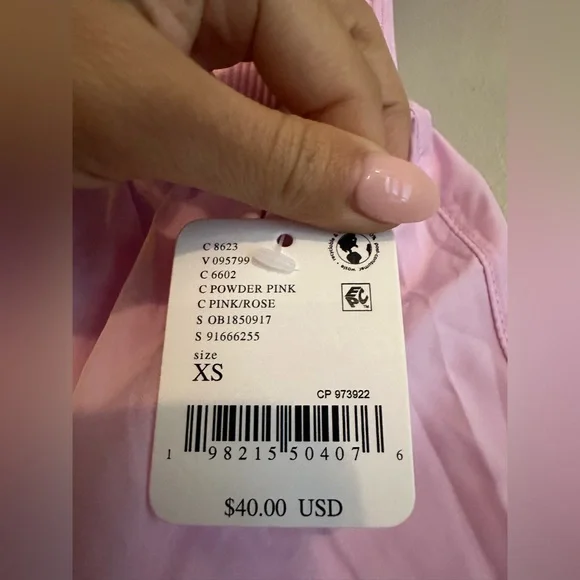 C 8623
V 095799
C 6602
C POWDER PINK
C PINK/ROSE
S OB1850917
S 91666255
size
XS
CP 973922
1 98215 50407 6
$40.00 USD